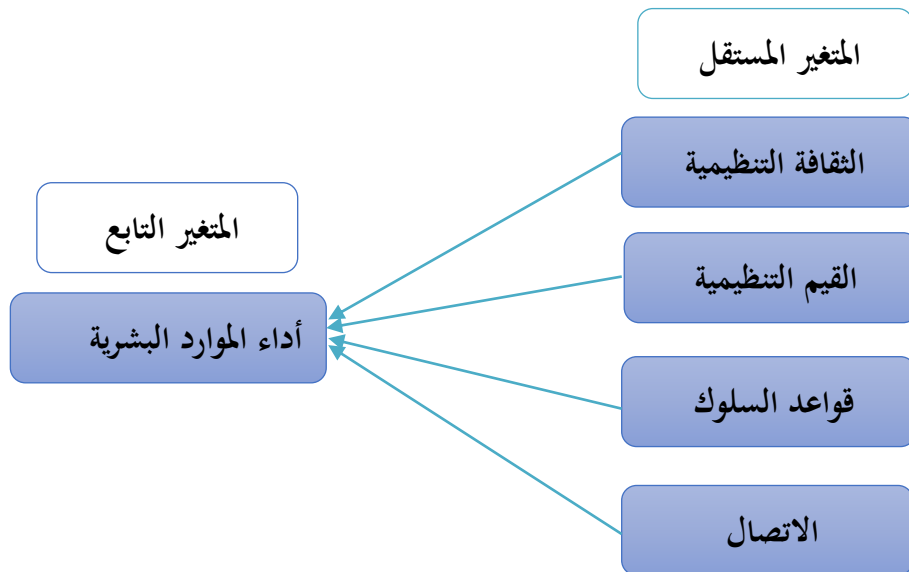 المتغير المستقل
الثقافة التنظيمية
القيم التنظيمية
قواعد السلوك
الاتصال
المتغير التابع
أداء الموارد البشرية